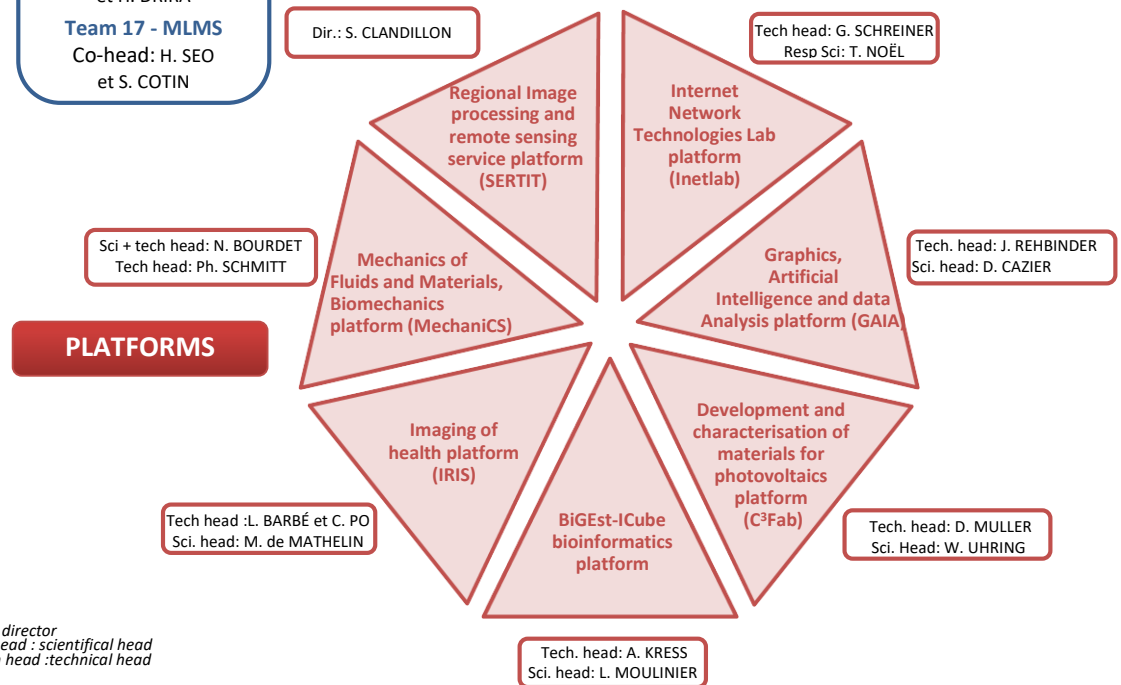 et H. DRIRA
Team 17 - MLMS
Co-head: H. SEO
et S. COTIN
Dir.: S. CLANDILLON
Tech head: G. SCHREINER
Resp Sci: T. NOËL
Regional Image
processing and
remote sensing
service platform
(SERTIT)
Internet
Network
Technologies Lab
platform
(Inetlab)
Sci + tech head: N. BOURDET
Tech head: Ph. SCHMITT
Mechanics of
Fluids and Materials,
Biomechanics
platform (MechaniCS)
Graphics,
Artificial
Intelligence and data
Analysis platform (GAIA)
Tech. head: J. REHBINDER
Sci. head: D. CAZIER
PLATFORMS
Imaging of
health platform
(IRIS)
Development and
characterisation of
materials for
photovoltaics
platform
(C³Fab)
Tech head :L. BARBÉ et C. PO
Sci. head: M. de MATHELIN
BiGEst-ICube
bioinformatics
platform
Tech. head: D. MULLER
Sci. Head: W. UHRING
Tech. head: A. KRESS
Sci. head: L. MOULINIER
director
ead : scientifical head
head :technical head